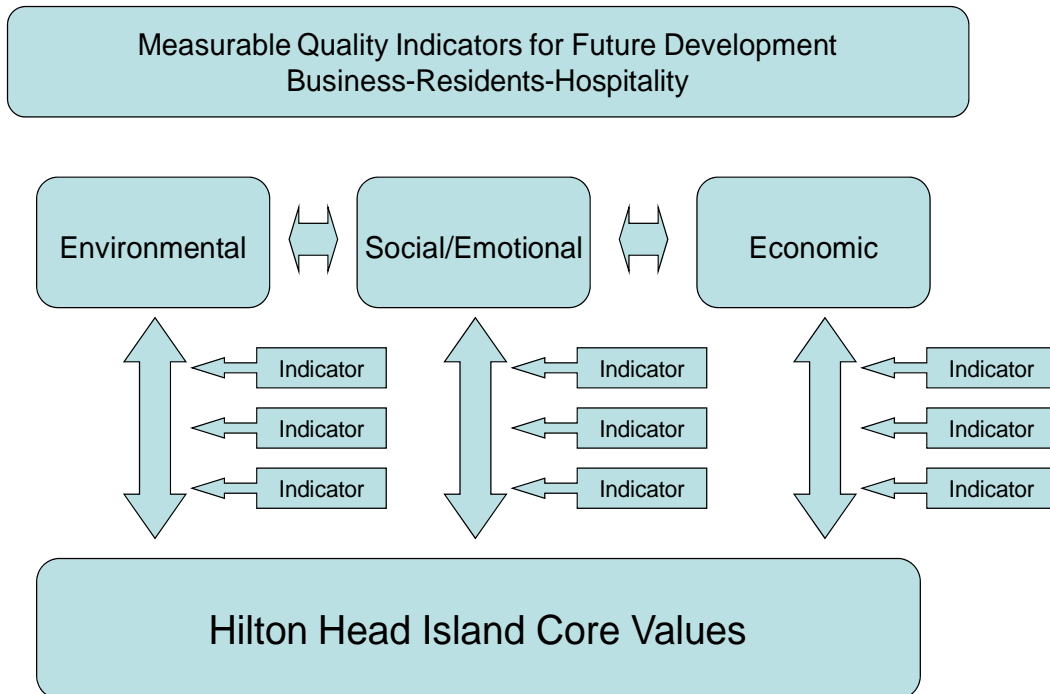 Measurable Quality Indicators for Future Development
Business-Residents-Hospitality
Environmental
Social/Emotional
Economic
Indicator
Indicator
Indicator
Indicator
Indicator
Indicator
Indicator
Indicator
Indicator
Hilton Head Island Core Values